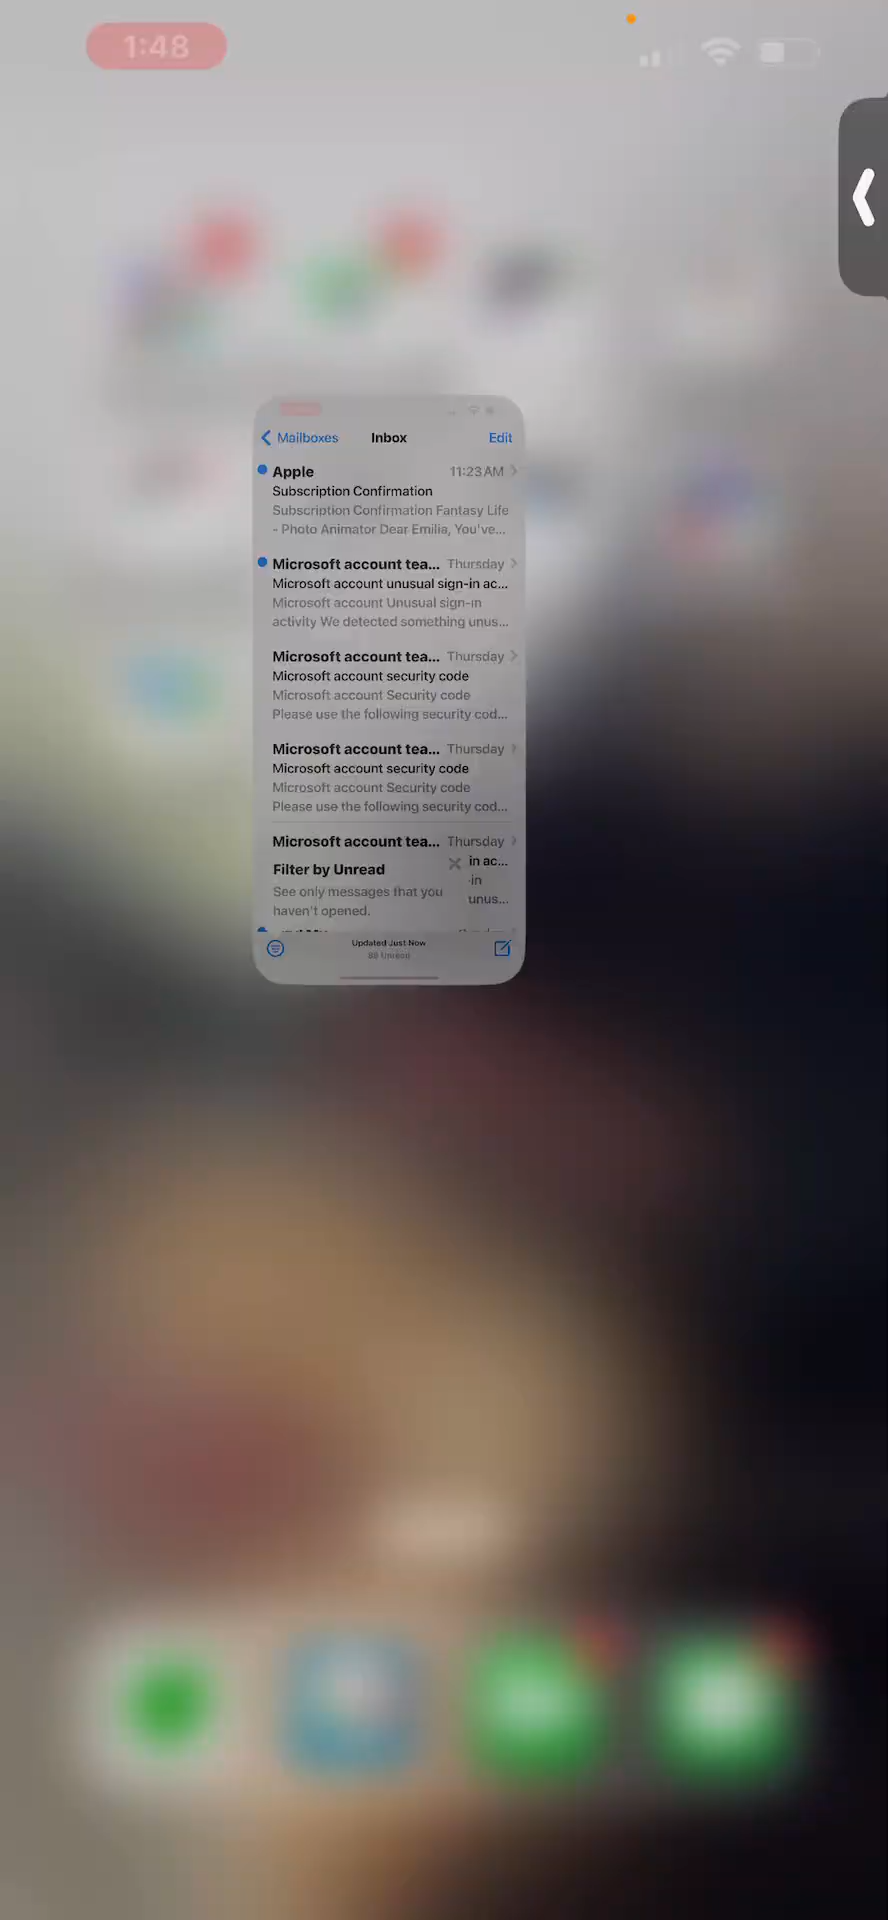 1:48
Mailboxes Inbox Edit
Apple 11:23 AM
Subscription Confirmation
Subscription Confirmation Fantasy Life
- Photo Animator Dear Emilia, You've...
Microsoft account tea... Thursday
Microsoft account unusual sign-in ac...
Microsoft account Unusual sign-in
activity We detected something unus...
Microsoft account tea... Thursday
Microsoft account security code
Microsoft account Security code
Please use the following security cod...
Microsoft account tea... Thursday
Microsoft account security code
Microsoft account Security code
Please use the following security cod...
Microsoft account tea... Thursday
in ac...
Filter by Unread
-in
See only messages that you
unus...
haven't opened.
Updated Just Now
88 Unread